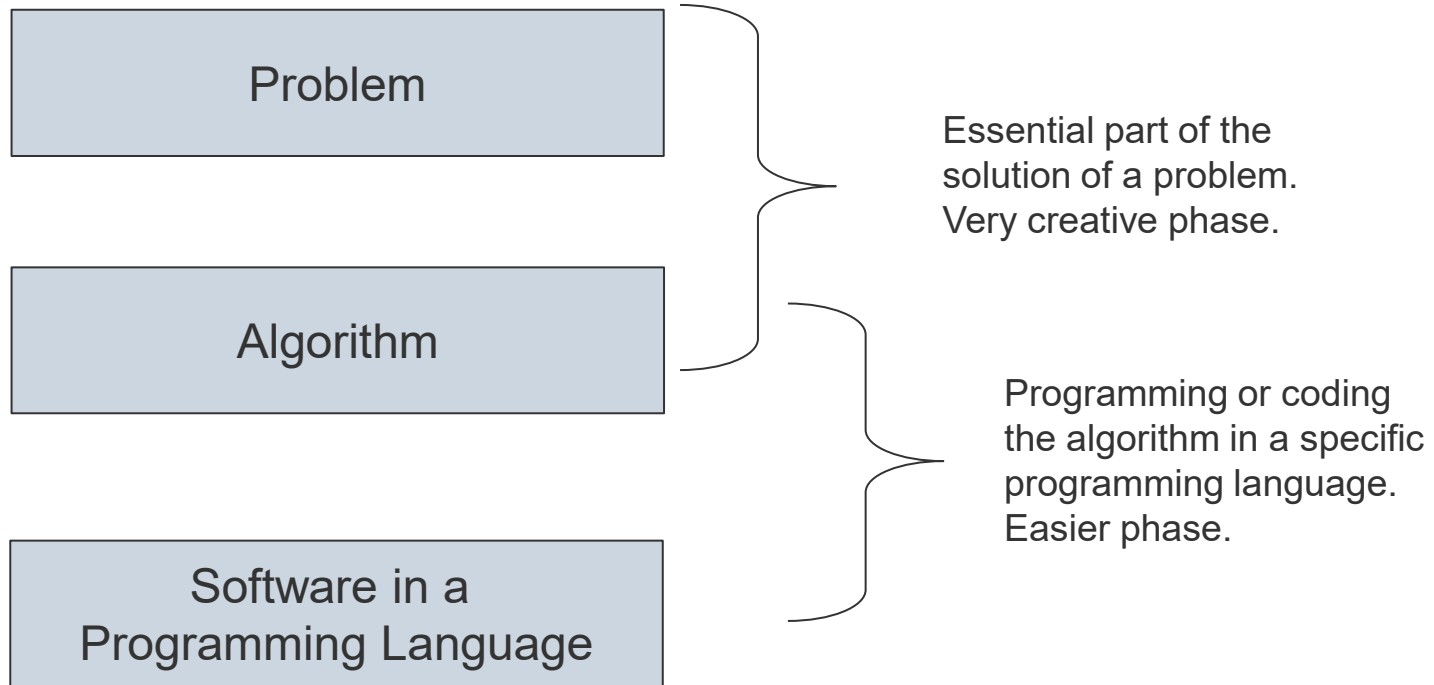 Problem
Essential part of the
solution of a problem.
Very creative phase.
Algorithm
Programming or coding
the algorithm in a specific
programming language.
Easier phase.
Software in a
Programming Language